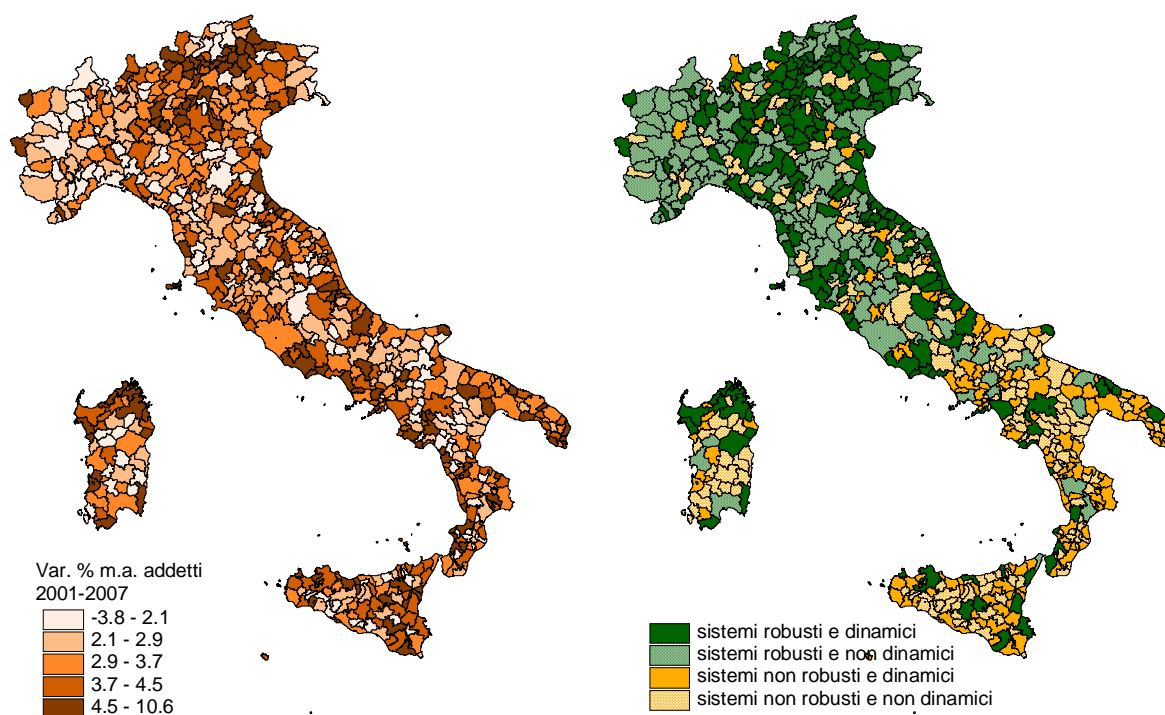 Var. % m.a. addetti
2001-2007
-3.8 - 2.1
2.1 - 2.9
2.9 - 3.7
3.7 - 4.5
4.5 - 10.6
sistemi robusti e dinamici
sistemi robusti e non dinamici
sistemi non robusti e dinamici
sistemi non robusti e non dinamici